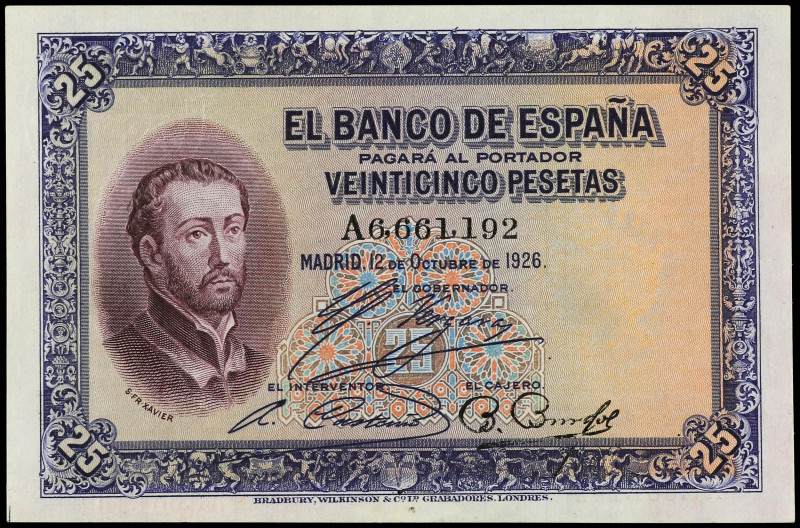 25 25
EL BANCO DE ESPAÑA
PAGARÁ AL PORTADOR
VEINTICINCO PESETAS
A6,661,192
MADRID, 12 DE OCTUBRE DE 1926.
EL GOBERNADOR.
25
EL INTERVENTOR. EL CAJERO.
S. FR. XAVIER
25 25
BRADBURY, WILKINSON & Cº. Lᴰ. GRABADORES. LONDRES.